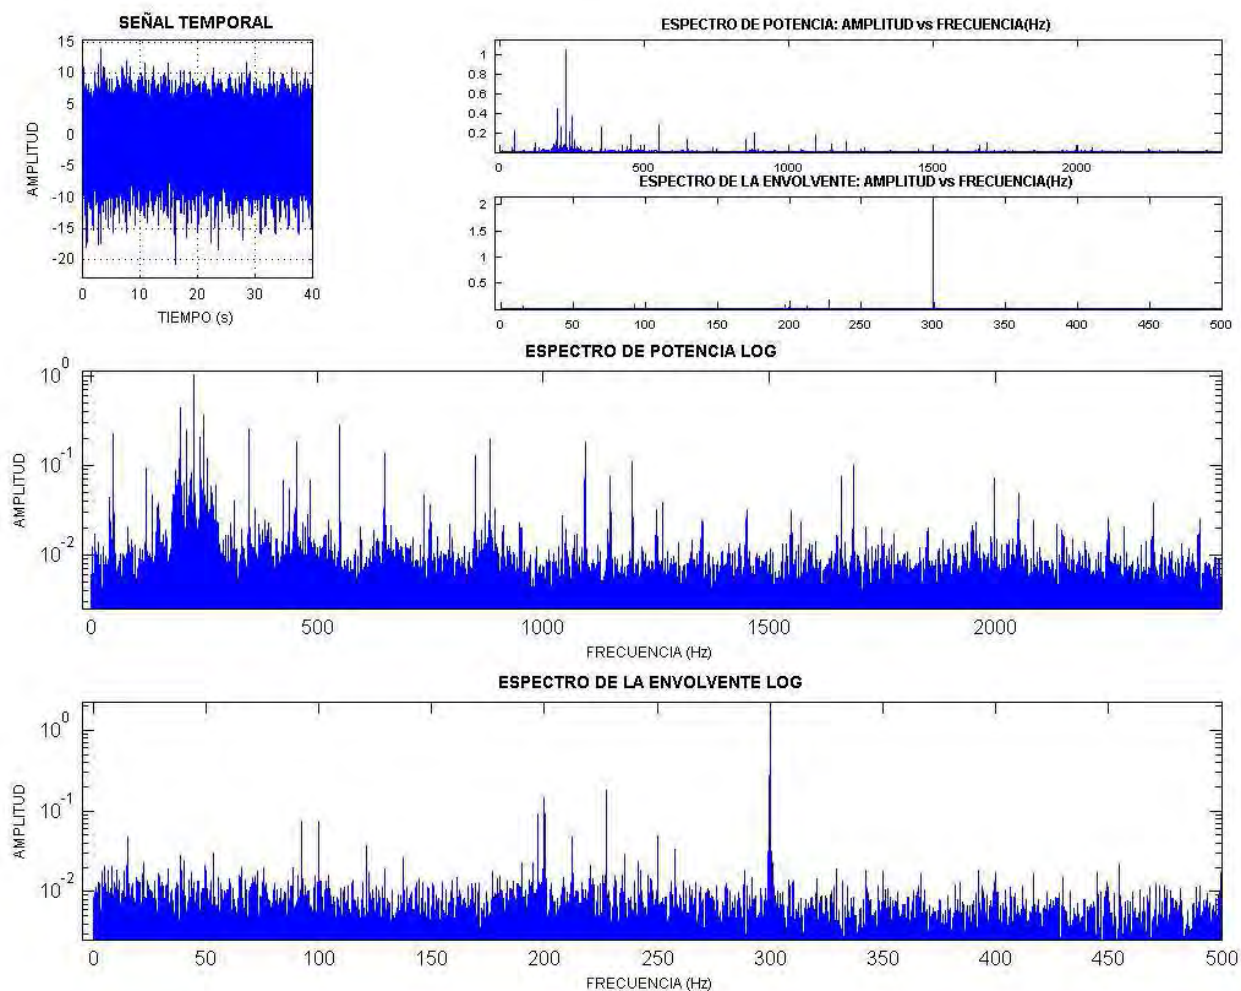 SEÑAL TEMPORAL
15
10
5
0
-5
-10
-15
-20
AMPLITUD
0 10 20 30 40
TIEMPO (s)
ESPECTRO DE POTENCIA: AMPLITUD vs FRECUENCIA(Hz)
1
0.8
0.6
0.4
0.2
0 500 1000 1500 2000
ESPECTRO DE LA ENVOLVENTE: AMPLITUD vs FRECUENCIA(Hz)
2
1.5
1
0.5
0 50 100 150 200 250 300 350 400 450 500
ESPECTRO DE POTENCIA LOG
10^0
10^-1
10^-2
AMPLITUD
0 500 1000 1500 2000
FRECUENCIA (Hz)
ESPECTRO DE LA ENVOLVENTE LOG
10^0
10^-1
10^-2
AMPLITUD
0 50 100 150 200 250 300 350 400 450 500
FRECUENCIA (Hz)